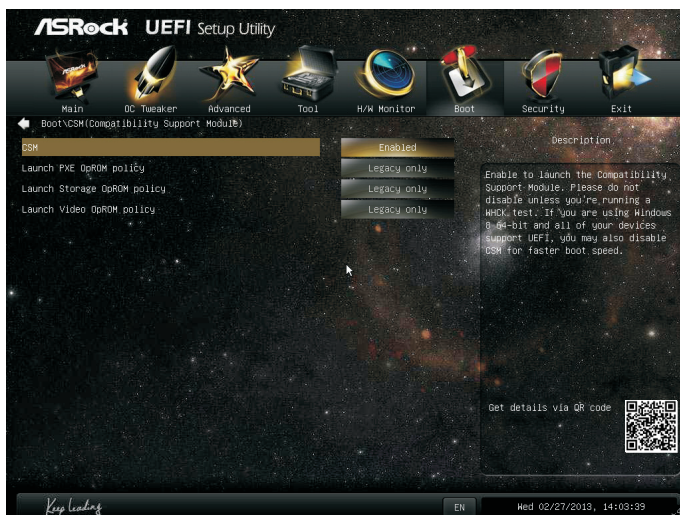 ASRock UEFI Setup Utility
ASRock
Main OC Tweaker Advanced Tool H/W Monitor Boot Security Exit
Boot\CSM(Compatibility Support Module)
CSM Enabled
Launch PXE OpROM policy Legacy only
Launch Storage OpROM policy Legacy only
Launch Video OpROM policy Legacy only
Description
Enable to launch the Compatibility
Support Module. Please do not
disable unless you're running a
WHCK test. If you are using Windows
8 64-bit and all of your devices
support UEFI, you may also disable
CSM for faster boot speed.
Get details via QR code
Keep Leading
EN Wed 02/27/2013, 14:03:39